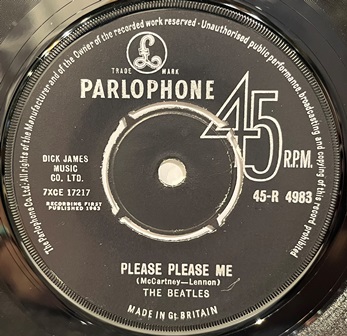 The Parlophone Co. Ltd. All rights of the Manufacturer and of the Owner of the recorded work reserved · Unauthorised public performance, broadcasting and copying of this record prohibited
£
TRADE MARK
PARLOPHONE
45
R.P.M.
DICK JAMES
MUSIC
CO., LTD.
7XCE 17217
RECORDING FIRST
PUBLISHED 1963
45-R 4983
PLEASE PLEASE ME
(McCartney—Lennon)
THE BEATLES
MADE IN Gt. BRITAIN